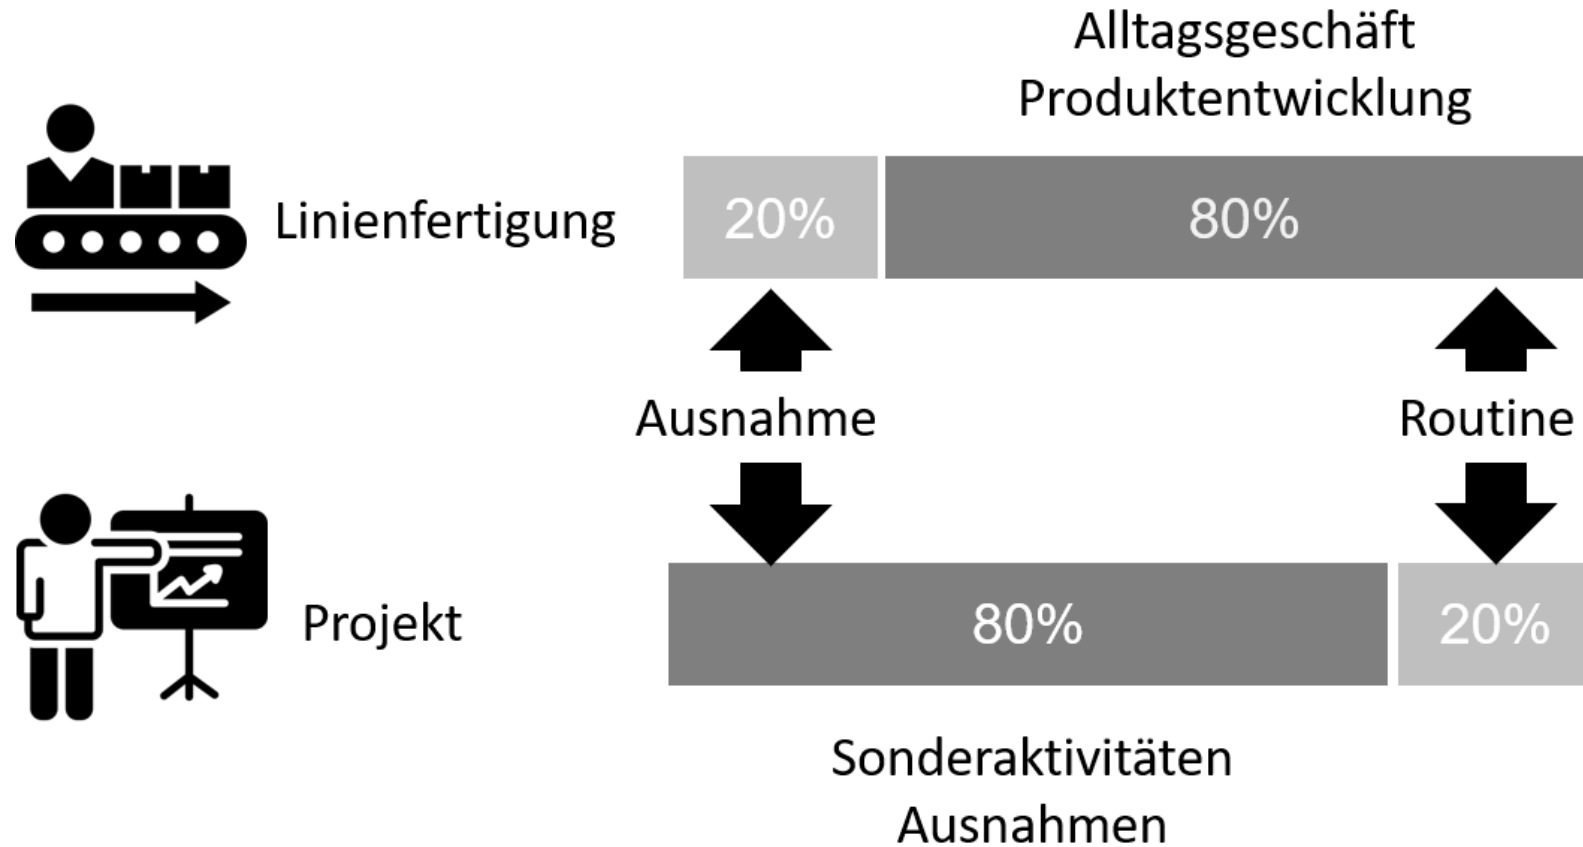 Alltagsgeschäft
Produktentwicklung
Linienfertigung
20%
80%
Ausnahme
Routine
Projekt
80%
20%
Sonderaktivitäten
Ausnahmen